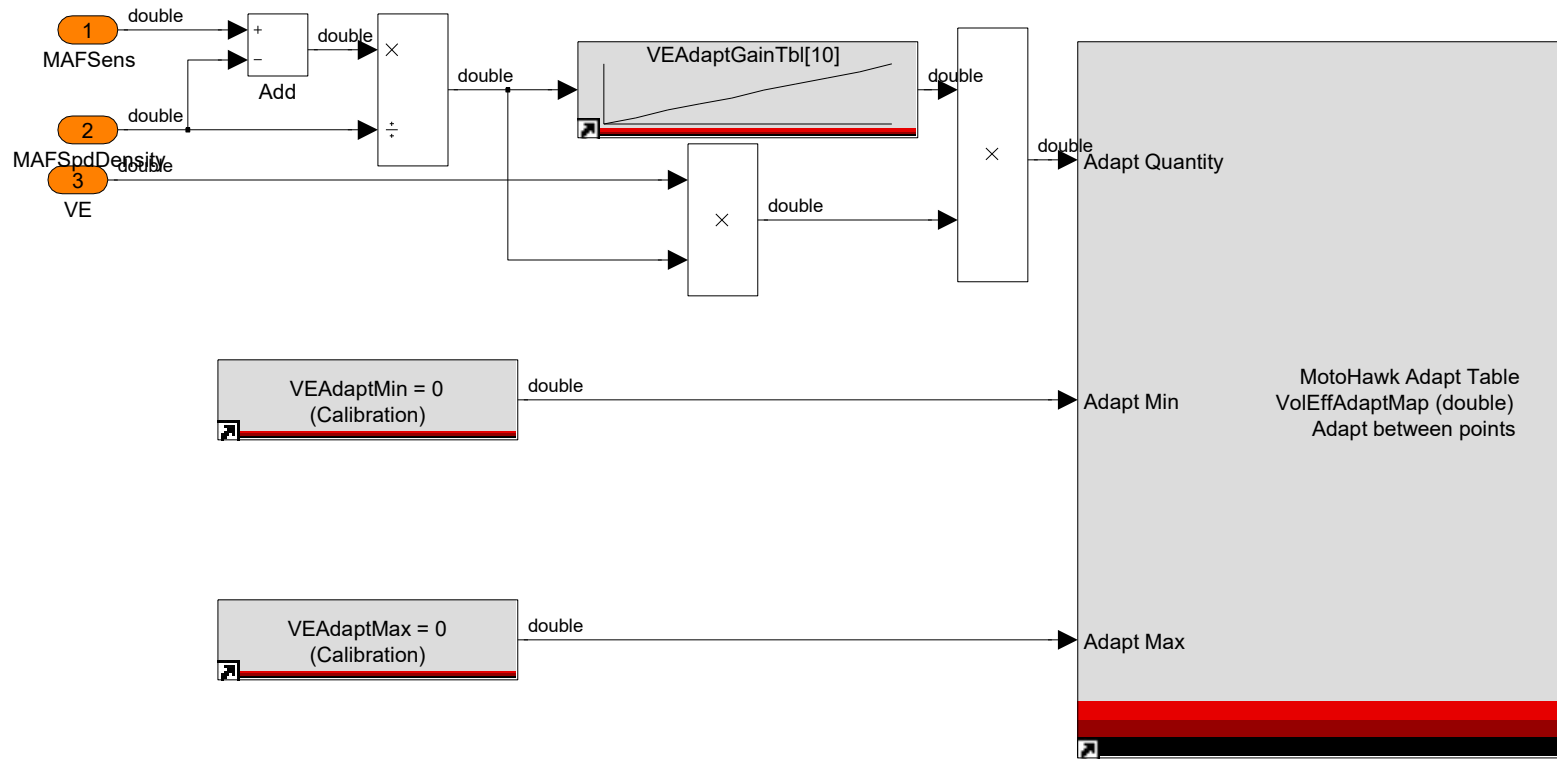 1
double
MAFSens
+
−
Add
double
×
÷
2
double
MAFSpdDensity
3
double
VE
double
VEAdaptGainTbl[10]
double
×
double
×
double
Adapt Quantity
VEAdaptMin = 0
(Calibration)
double
Adapt Min
MotoHawk Adapt Table
VolEffAdaptMap (double)
Adapt between points
VEAdaptMax = 0
(Calibration)
double
Adapt Max